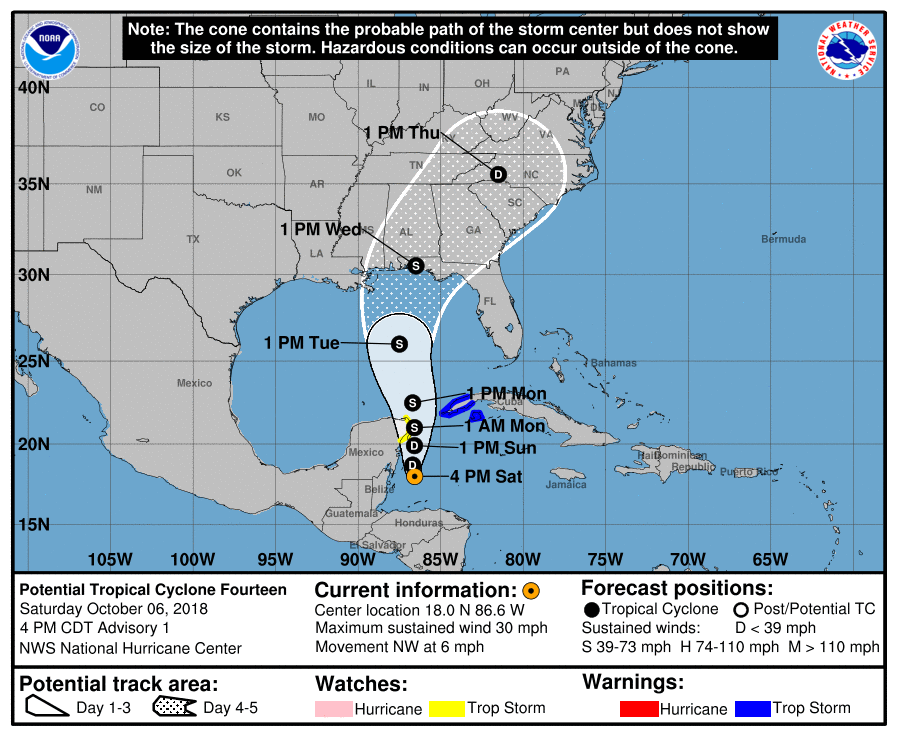 Note: The cone contains the probable path of the storm center but does not show
the size of the storm. Hazardous conditions can occur outside of the cone.
NOAA
NATIONAL WEATHER SERVICE
40N
35N
30N
25N
20N
15N
105W
100W
95W
90W
85W
80W
75W
70W
65W
CO
KS
MO
IL
IN
OH
PA
WV
VA
NM
OK
AR
TN
NC
SC
TX
LA
AL
GA
FL
Bermuda
Mexico
Bahamas
Cuba
Mexico
Belize
Guatemala
Honduras
El Salvador
Jamaica
Haiti
Dominican
Republic
Puerto Rico
1 PM Thu
D
1 PM Wed
S
1 PM Tue
S
1 PM Mon
S
1 AM Mon
S
1 PM Sun
D
D
4 PM Sat
Potential Tropical Cyclone Fourteen
Saturday October 06, 2018
4 PM CDT Advisory 1
NWS National Hurricane Center
Current information:
Center location 18.0 N 86.6 W
Maximum sustained wind 30 mph
Movement NW at 6 mph
Forecast positions:
Tropical Cyclone Post/Potential TC
Sustained winds: D < 39 mph
S 39-73 mph H 74-110 mph M > 110 mph
Potential track area:
Day 1-3 Day 4-5
Watches:
Hurricane Trop Storm
Warnings:
Hurricane Trop Storm